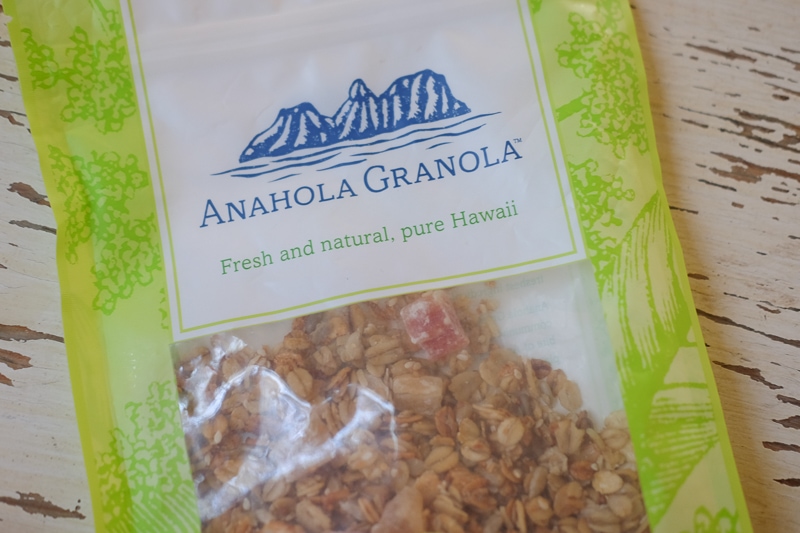 ANAHOLA GRANOLA™
Fresh and natural, pure Hawaii